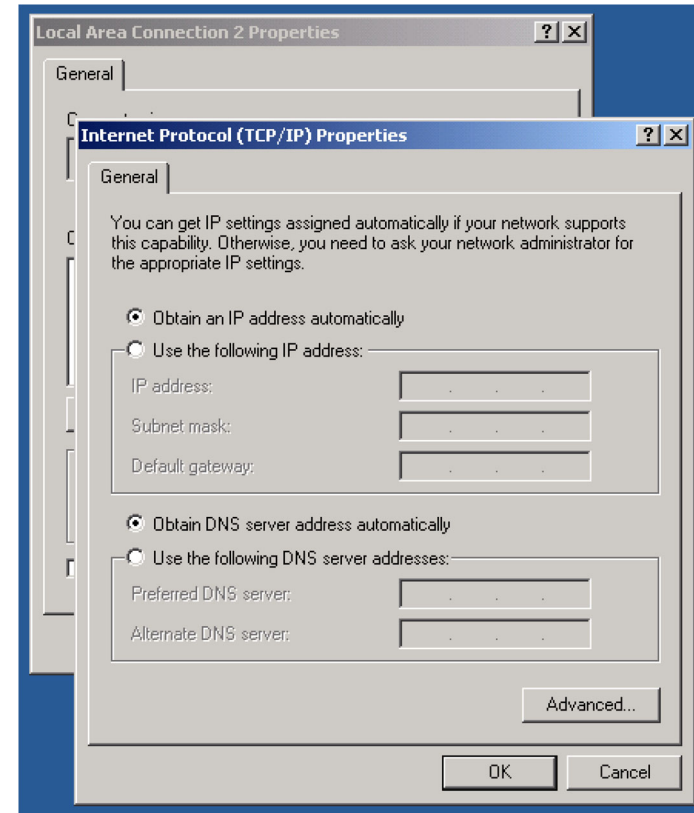 Local Area Connection 2 Properties
General
Internet Protocol (TCP/IP) Properties
General
You can get IP settings assigned automatically if your network supports
this capability. Otherwise, you need to ask your network administrator for
the appropriate IP settings.
Obtain an IP address automatically
Use the following IP address:
IP address:
Subnet mask:
Default gateway:
Obtain DNS server address automatically
Use the following DNS server addresses:
Preferred DNS server:
Alternate DNS server:
Advanced...
OK
Cancel